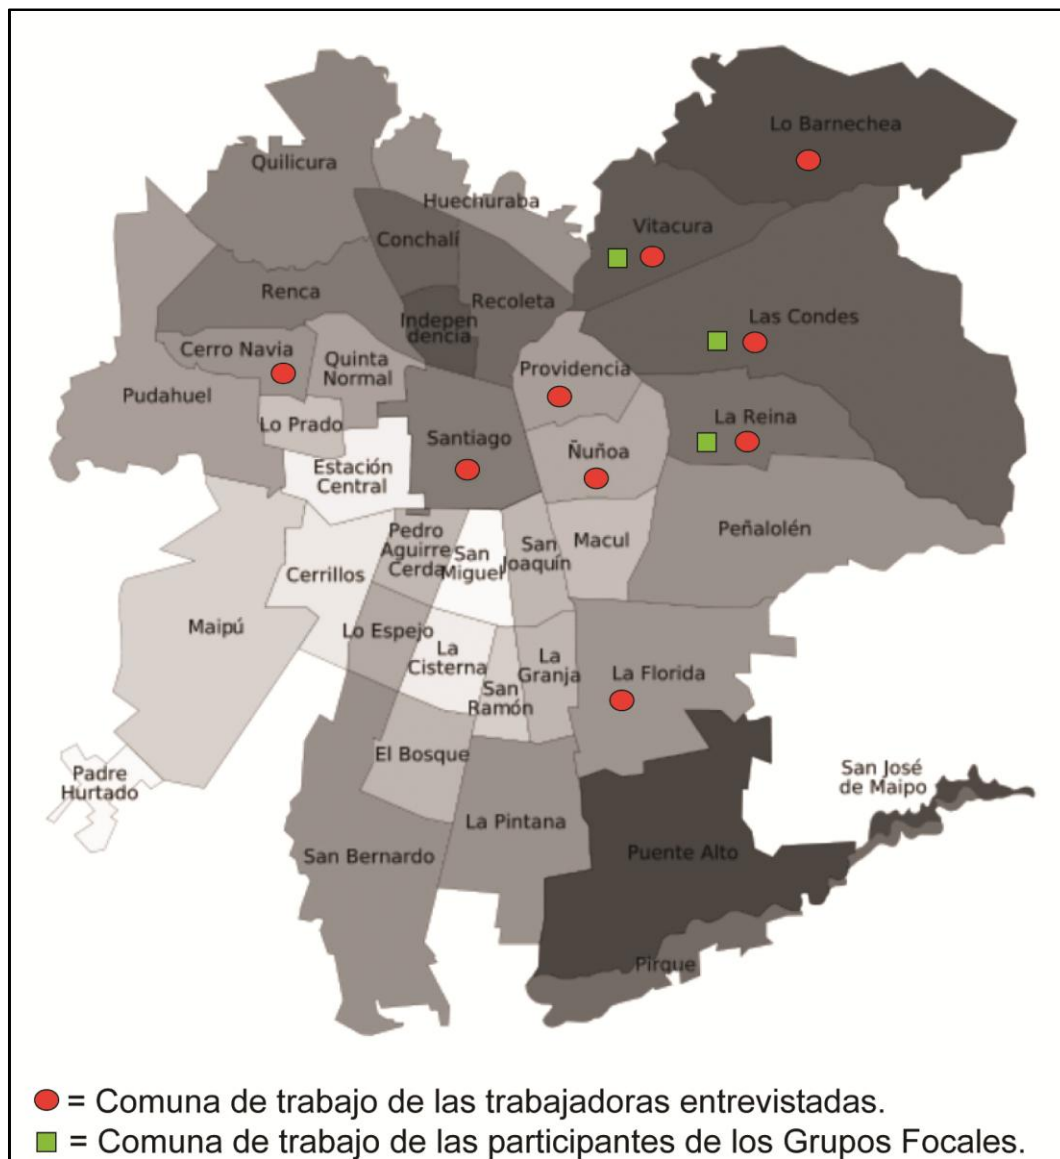 Lo Barnechea
Quilicura
Huechuraba
Vitacura
Conchalí
Renca
Recoleta
Indepen
dencia
Las Condes
Cerro Navia
Quinta
Normal
Providencia
Pudahuel
La Reina
Lo Prado
Santiago
Ñuñoa
Estación
Central
Peñalolén
Pedro
Aguirre
Cerda
San
Miguel
San
Joaquín
Macul
Cerrillos
Maipú
Lo Espejo
La
Cisterna
La
Granja
La Florida
San
Ramón
El Bosque
Padre
Hurtado
San José
de Maipo
La Pintana
San Bernardo
Puente Alto
Pirque
= Comuna de trabajo de las trabajadoras entrevistadas.
= Comuna de trabajo de las participantes de los Grupos Focales.